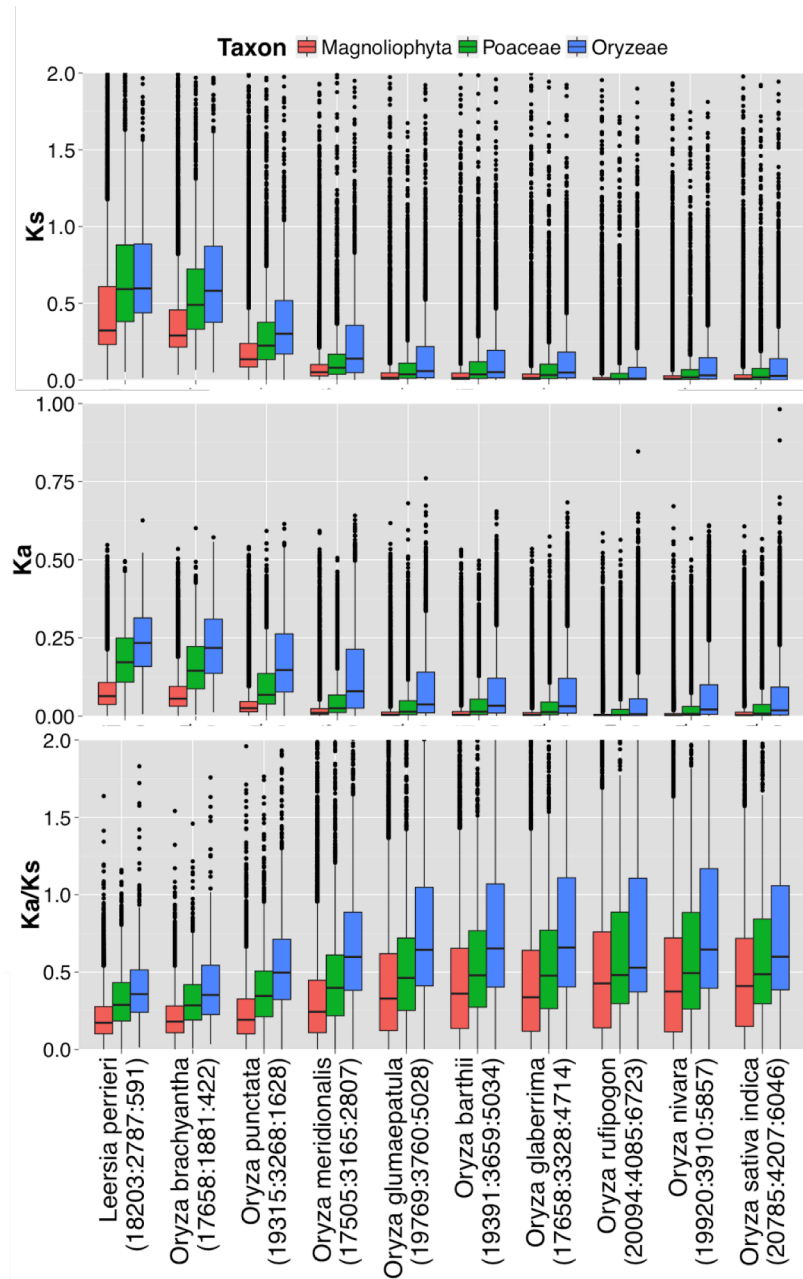 Taxon Magnoliophyta Poaceae Oryzeae
Ks
2.0
1.5
1.0
0.5
0.0
Ka
1.00
0.75
0.50
0.25
0.00
Ka/Ks
2.0
1.5
1.0
0.5
0.0
Leersia perrieri
(18203:2787:591)
Oryza brachyantha
(17658:1881:422)
Oryza punctata
(19315:3268:1628)
Oryza meridionalis
(17505:3165:2807)
Oryza glumaepatula
(19769:3760:5028)
Oryza barthii
(19391:3659:5034)
Oryza glaberrima
(17658:3328:4714)
Oryza rufipogon
(20094:4085:6723)
Oryza nivara
(19920:3910:5857)
Oryza sativa indica
(20785:4207:6046)